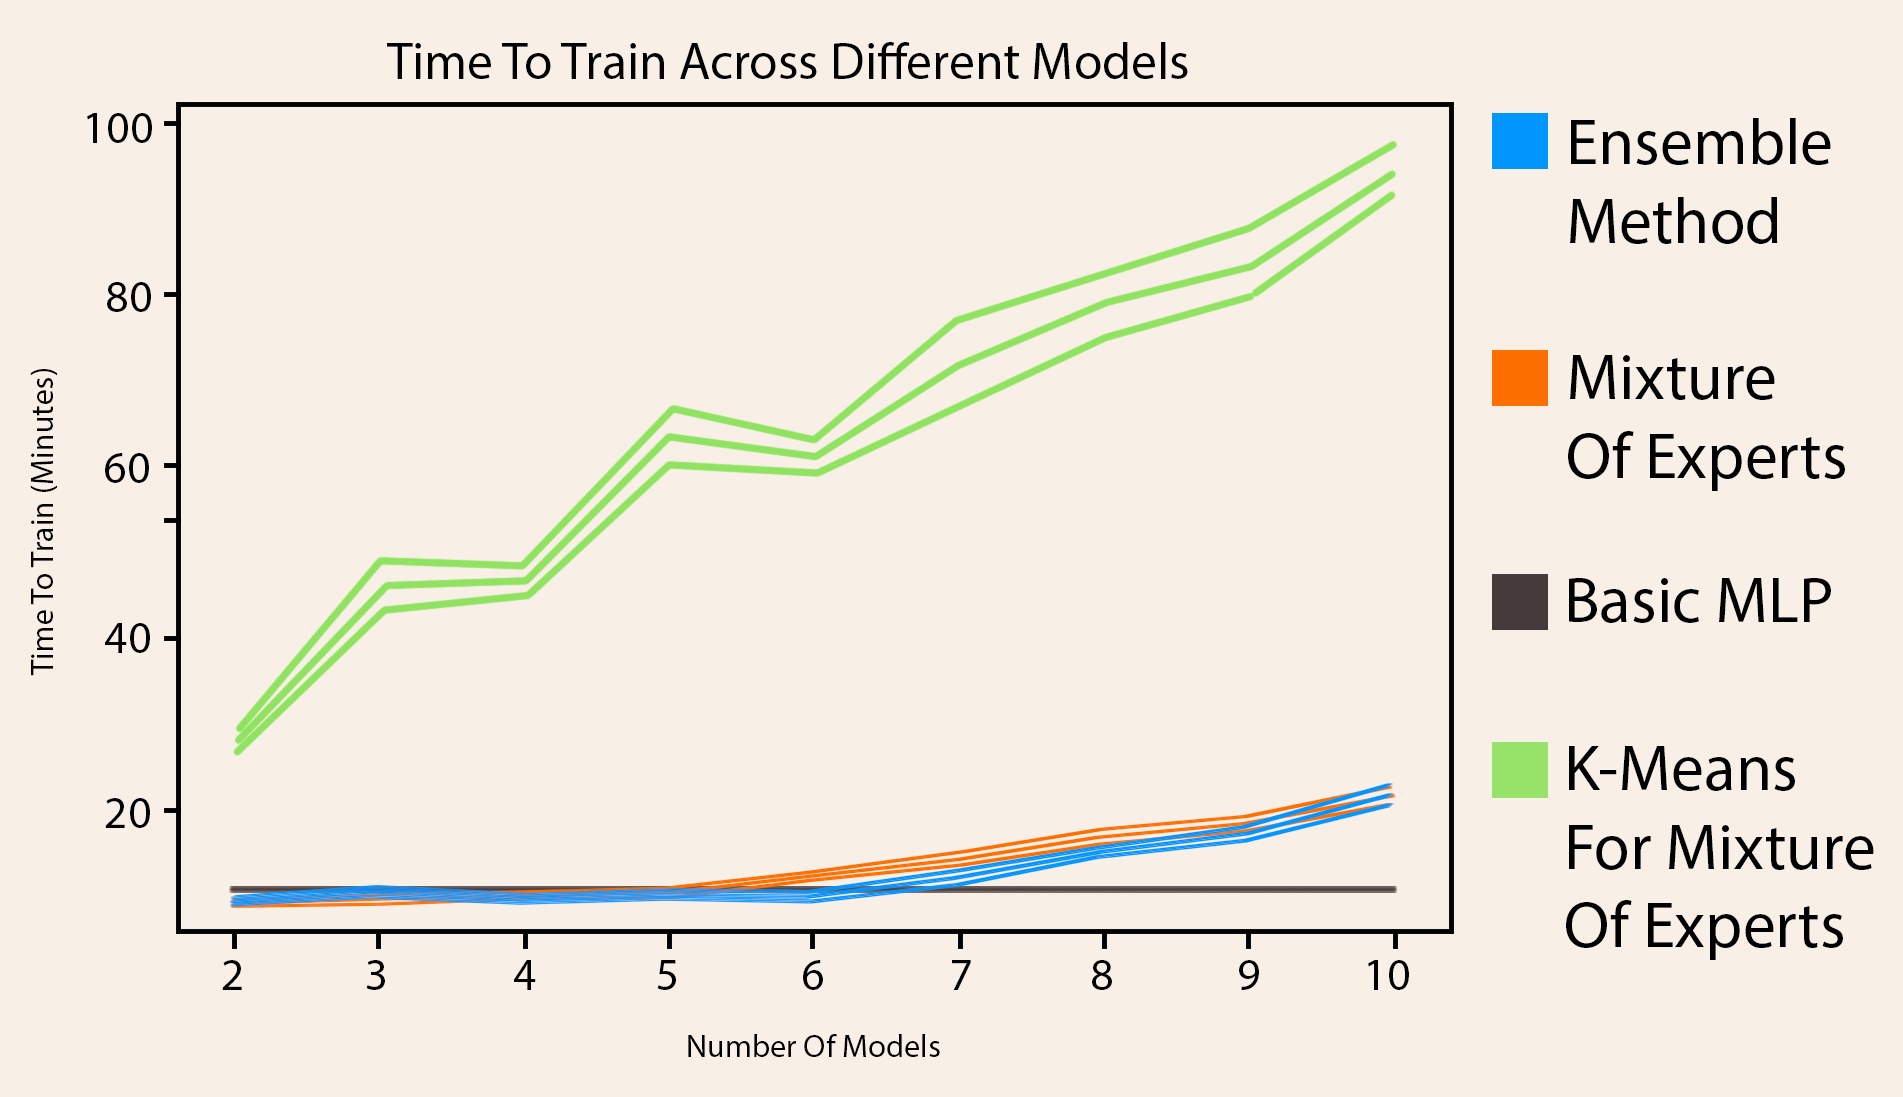 Time To Train Across Different Models
100
80
60
40
20
Time To Train (Minutes)
2 3 4 5 6 7 8 9 10
Number Of Models
Ensemble
Method
Mixture
Of Experts
Basic MLP
K-Means
For Mixture
Of Experts